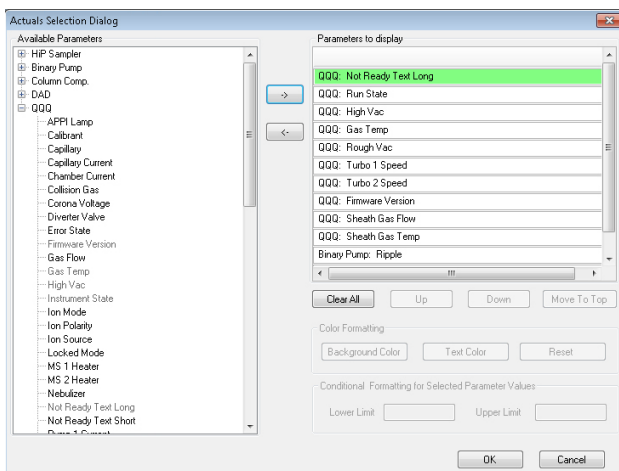 Actuals Selection Dialog
Available Parameters
HiP Sampler
Binary Pump
Column Comp.
DAD
QQQ
APPI Lamp
Calibrant
Capillary
Capillary Current
Chamber Current
Collision Gas
Corona Voltage
Diverter Valve
Error State
Firmware Version
Gas Flow
Gas Temp
High Vac
Instrument State
Ion Mode
Ion Polarity
Ion Source
Locked Mode
MS 1 Heater
MS 2 Heater
Nebulizer
Not Ready Text Long
Not Ready Text Short
Pump 1 Current
->
<-
Parameters to display
QQQ: Not Ready Text Long
QQQ: Run State
QQQ: High Vac
QQQ: Gas Temp
QQQ: Rough Vac
QQQ: Turbo 1 Speed
QQQ: Turbo 2 Speed
QQQ: Firmware Version
QQQ: Sheath Gas Flow
QQQ: Sheath Gas Temp
Binary Pump: Ripple
Clear All Up Down Move To Top
Color Formatting
Background Color Text Color Reset
Conditional Formatting for Selected Parameter Values
Lower Limit Upper Limit
OK Cancel